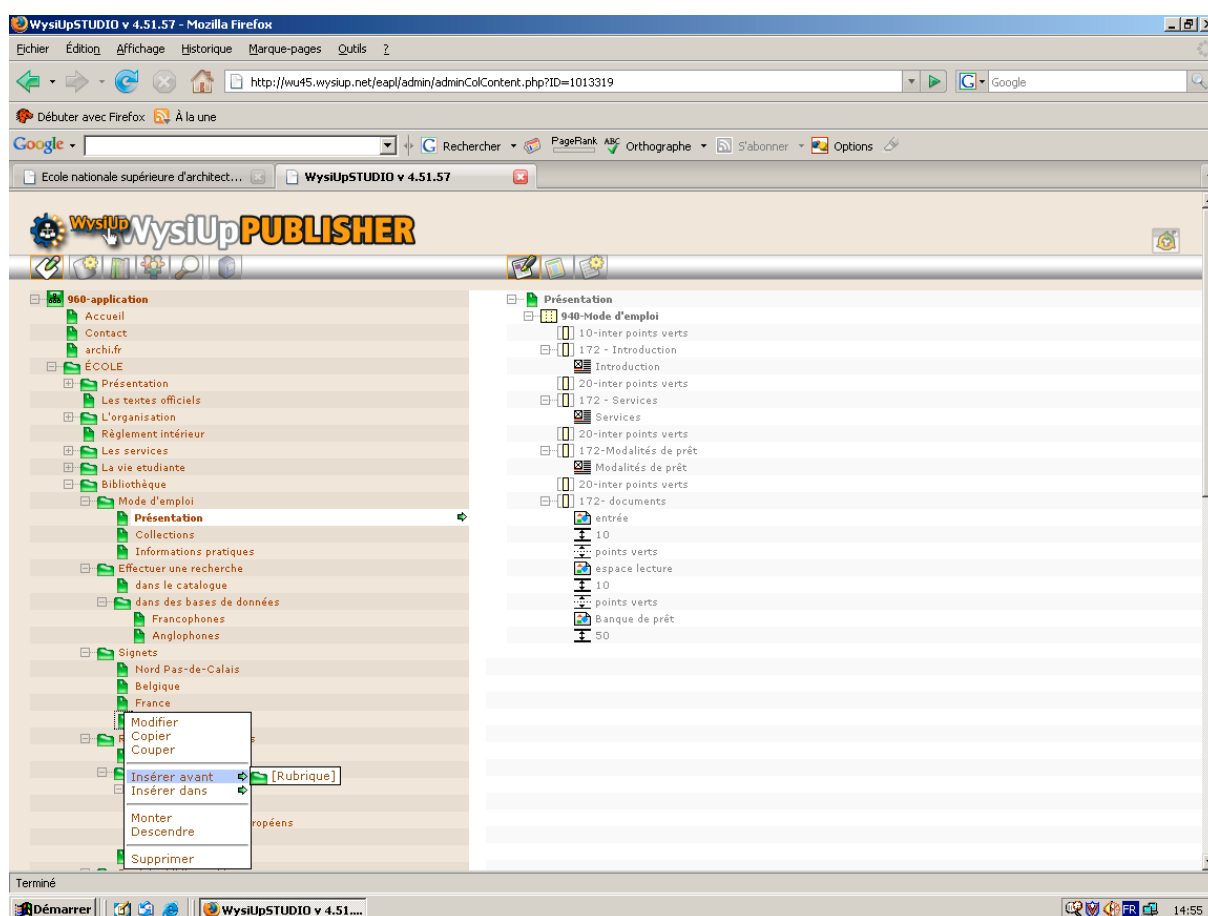 WysiUpSTUDIO v 4.51.57 - Mozilla Firefox
Fichier Édition Affichage Historique Marque-pages Outils ?
http://wu45.wysiup.net/eapl/admin/adminColContent.php?ID=1013319
Google
Débuter avec Firefox À la une
Google Rechercher PageRank ABC Orthographe S'abonner Options
Ecole nationale supérieure d'architect... WysiUpSTUDIO v 4.51.57
WysiUp WysiUpPUBLISHER
960-application
Accueil
Contact
archi.fr
ÉCOLE
Présentation
Les textes officiels
L'organisation
Règlement intérieur
Les services
La vie etudiante
Bibliothèque
Mode d'emploi
Présentation
Collections
Informations pratiques
Effectuer une recherche
dans le catalogue
dans des bases de données
Francophones
Anglophones
Signets
Nord Pas-de-Calais
Belgique
France
Modifier
Copier
Couper
Insérer avant [Rubrique]
Insérer dans
Monter
ropéens
Descendre
Supprimer
Présentation
940-Mode d'emploi
10-inter points verts
172 - Introduction
Introduction
20-inter points verts
172 - Services
Services
20-inter points verts
172-Modalités de prêt
Modalités de prêt
20-inter points verts
172- documents
entrée
10
points verts
espace lecture
10
points verts
Banque de prêt
50
Terminé
Démarrer WysiUpSTUDIO v 4.51.... FR 14:55